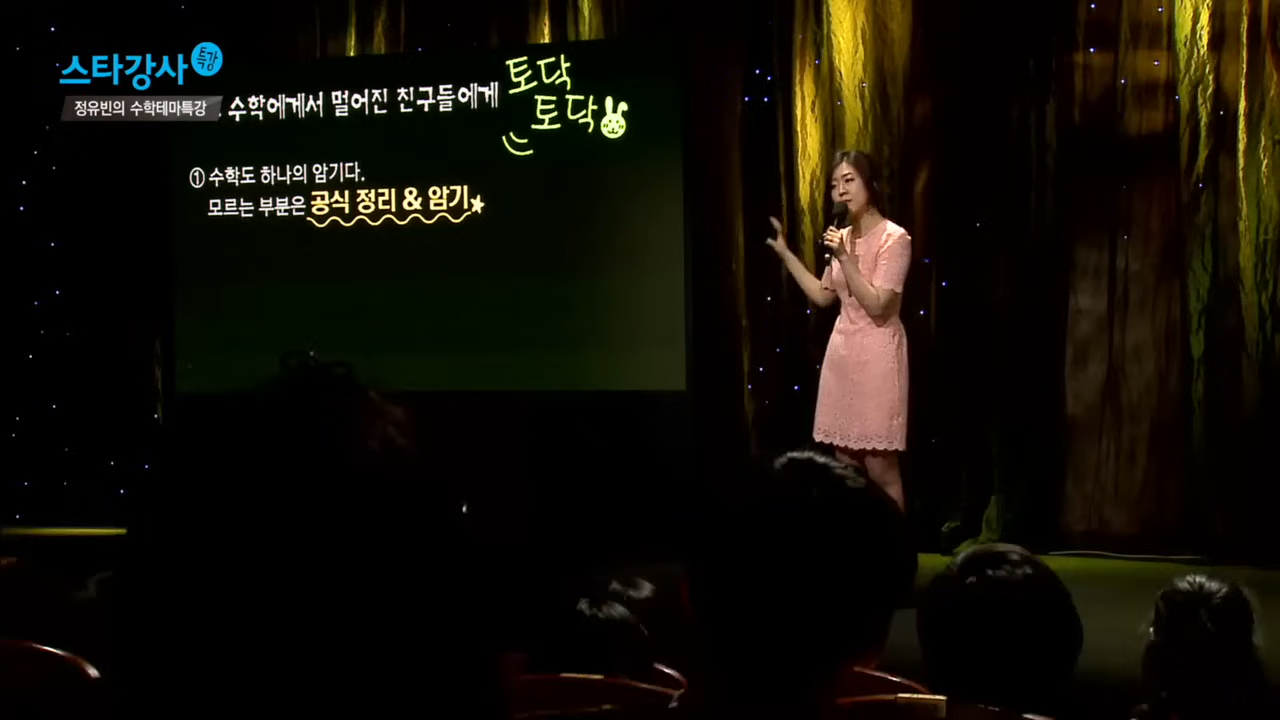 스타강사 특강
정유빈의 수학테마특강
수학에게서 멀어진 친구들에게 토닥
토닥
① 수학도 하나의 암기다.
모르는 부분은 공식 정리 & 암기